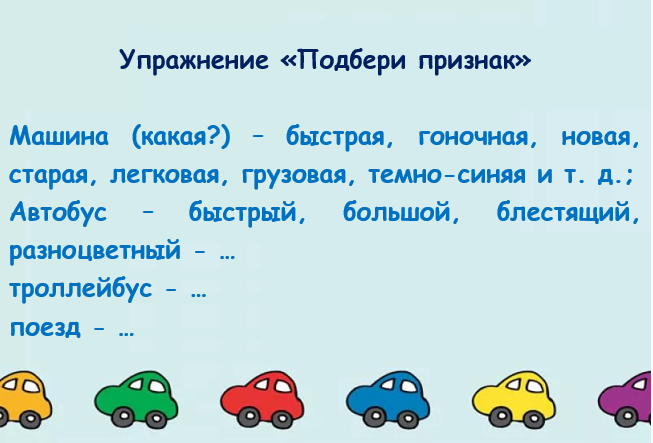 Упражнение «Подбери признак»
Машина (какая?) – быстрая, гоночная, новая,
старая, легковая, грузовая, темно-синяя и т. д.;
Автобус – быстрый, большой, блестящий,
разноцветный - …
троллейбус - …
поезд - …